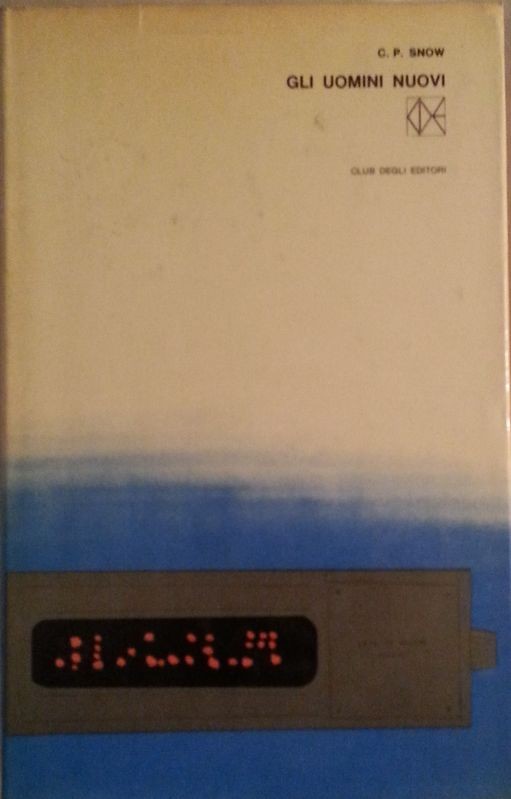 C. P. SNOW
GLI UOMINI NUOVI
CLUB DEGLI EDITORI